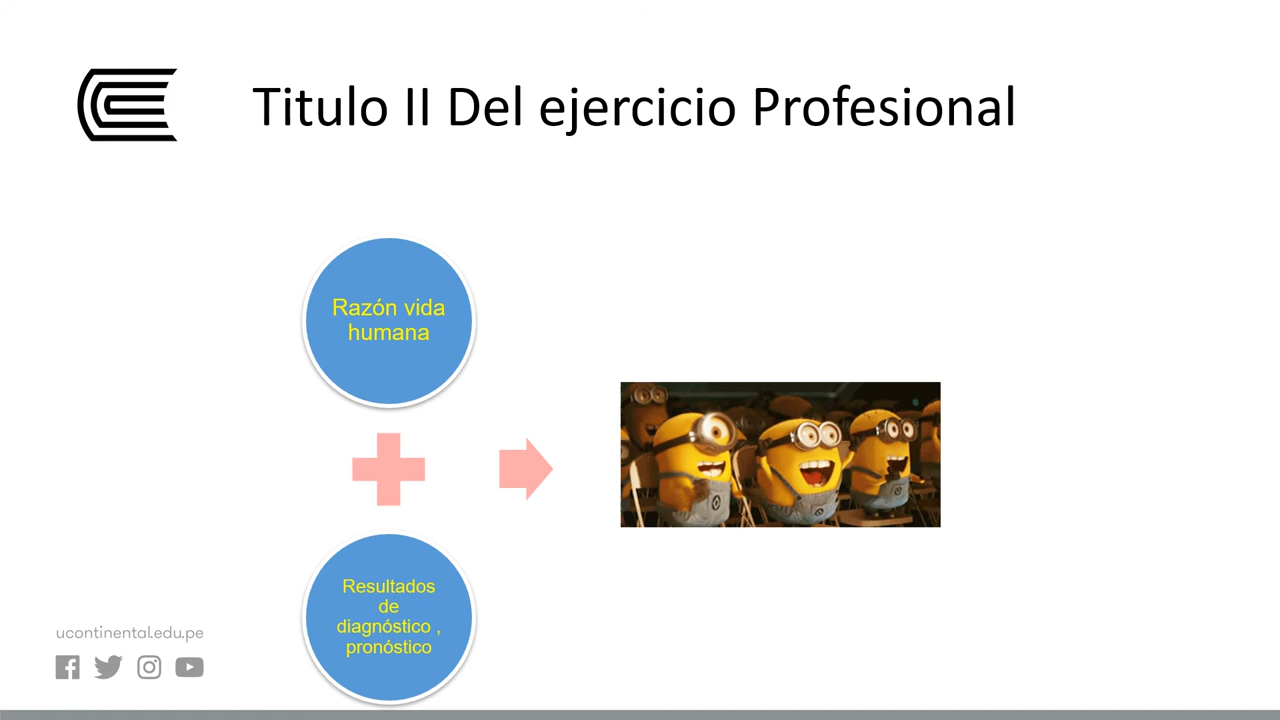 Titulo II Del ejercicio Profesional
Razón vida
humana
Resultados
de
diagnóstico ,
pronóstico
ucontinental.edu.pe